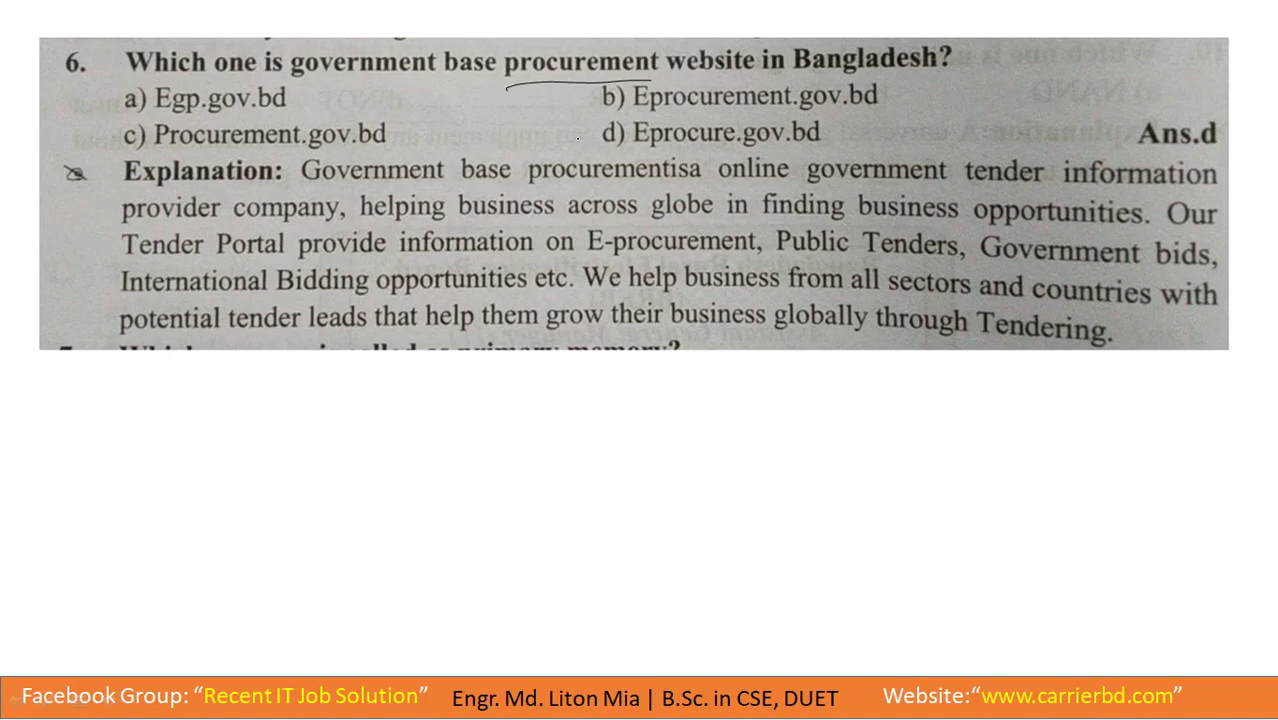 6. Which one is government base procurement website in Bangladesh?
a) Egp.gov.bd b) Eprocurement.gov.bd
c) Procurement.gov.bd d) Eprocure.gov.bd Ans.d
Explanation: Government base procurementisa online government tender information
provider company, helping business across globe in finding business opportunities. Our
Tender Portal provide information on E-procurement, Public Tenders, Government bids,
International Bidding opportunities etc. We help business from all sectors and countries with
potential tender leads that help them grow their business globally through Tendering.
Facebook Group: “Recent IT Job Solution” Engr. Md. Liton Mia | B.Sc. in CSE, DUET Website:“www.carrierbd.com”